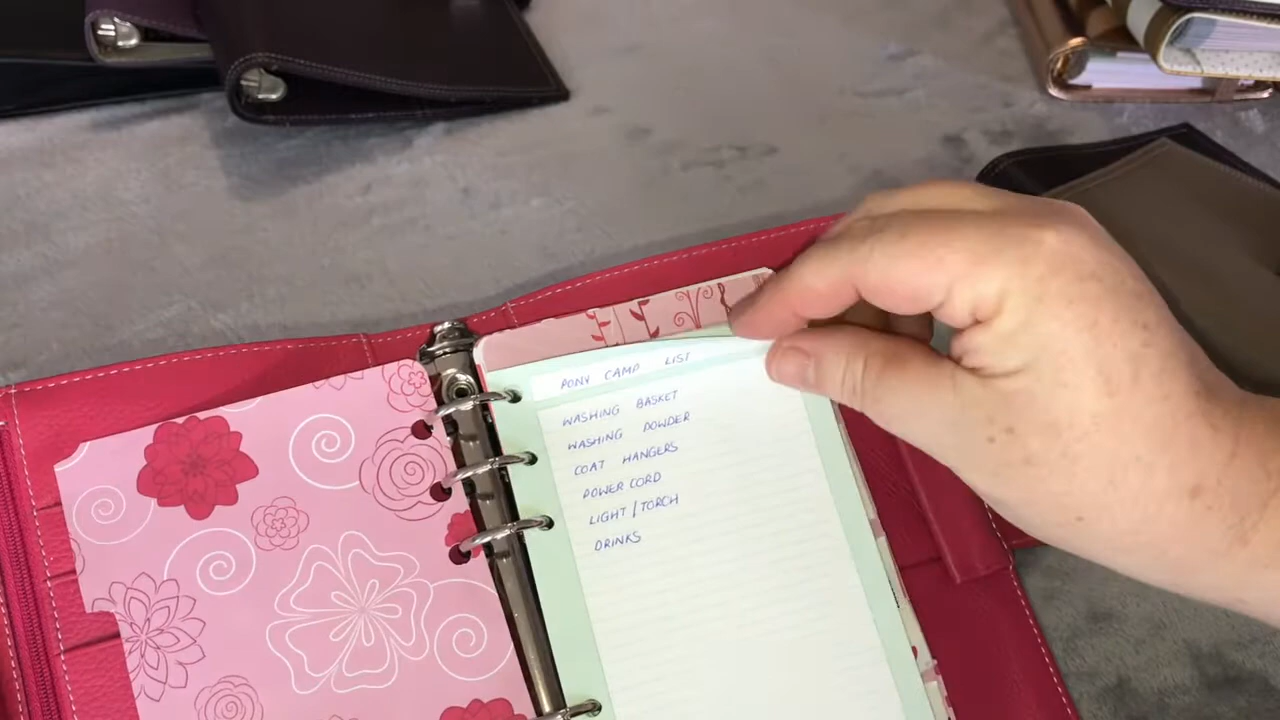 PONY CAMP LIST
WASHING BASKET
WASHING POWDER
COAT HANGERS
POWER CORD
LIGHT/TORCH
DRINKS